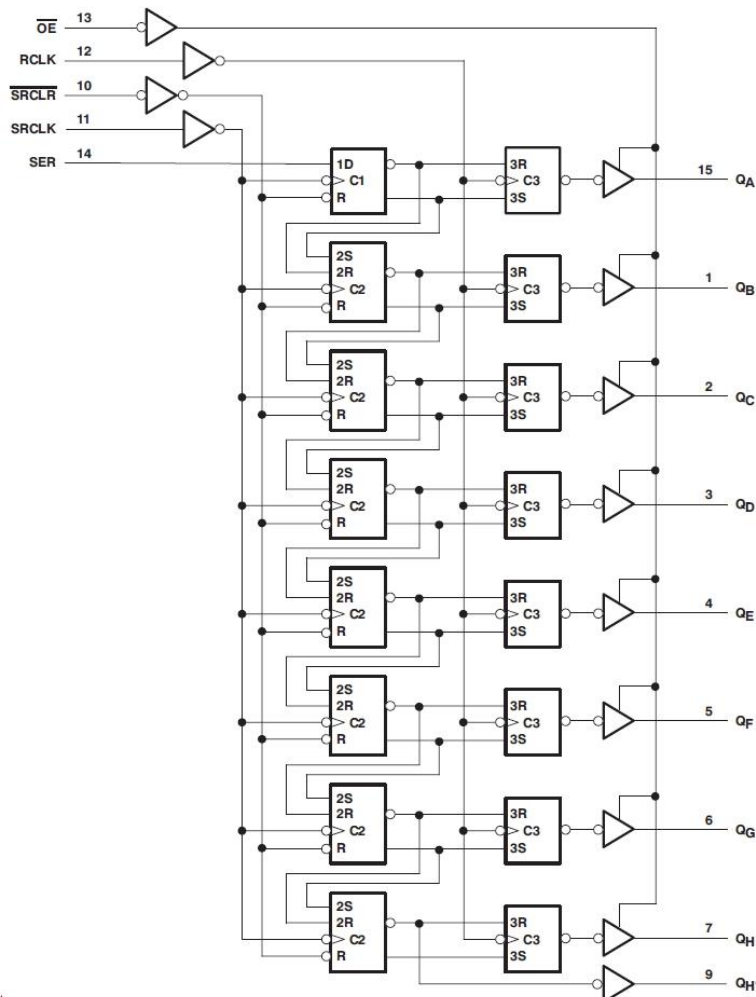 O̅E̅ 13
RCLK 12
S̅R̅C̅L̅R̅ 10
SRCLK 11
SER 14
1D
C1
R
3R
C3
3S
15 QA
2S
2R
C2
R
3R
C3
3S
1 QB
2S
2R
C2
R
3R
C3
3S
2 QC
2S
2R
C2
R
3R
C3
3S
3 QD
2S
2R
C2
R
3R
C3
3S
4 QE
2S
2R
C2
R
3R
C3
3S
5 QF
2S
2R
C2
R
3R
C3
3S
6 QG
2S
2R
C2
R
3R
C3
3S
7 QH
9 QH